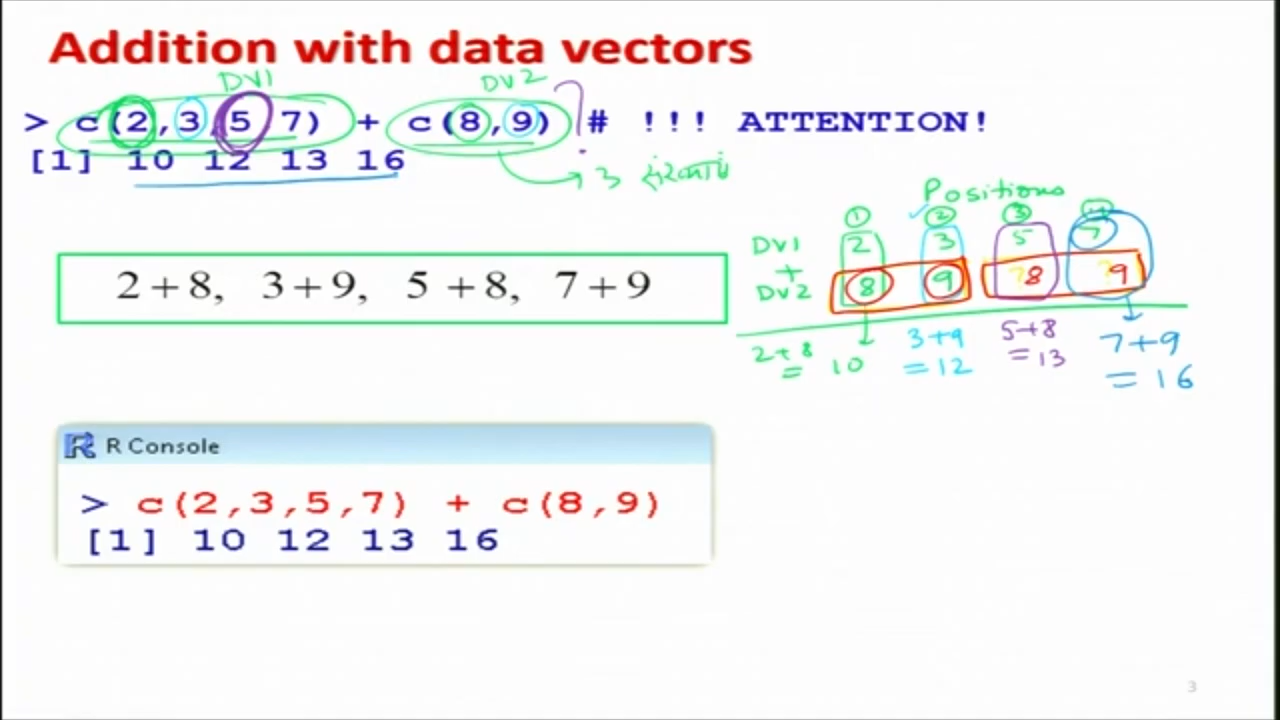 Addition with data vectors
DV1 DV2
> c(2,3,5 7) + c(8,9) # !!! ATTENTION!
[1] 10 12 13 16
3
Positions
1 2 3 4
DV1 2 3 5 7
+
DV2 8 9 ?8 ?9
2+8, 3+9, 5+8, 7+9
2+8 = 10 3+9 = 12 5+8 = 13 7+9 = 16
R Console
> c(2,3,5,7) + c(8,9)
[1] 10 12 13 16
3